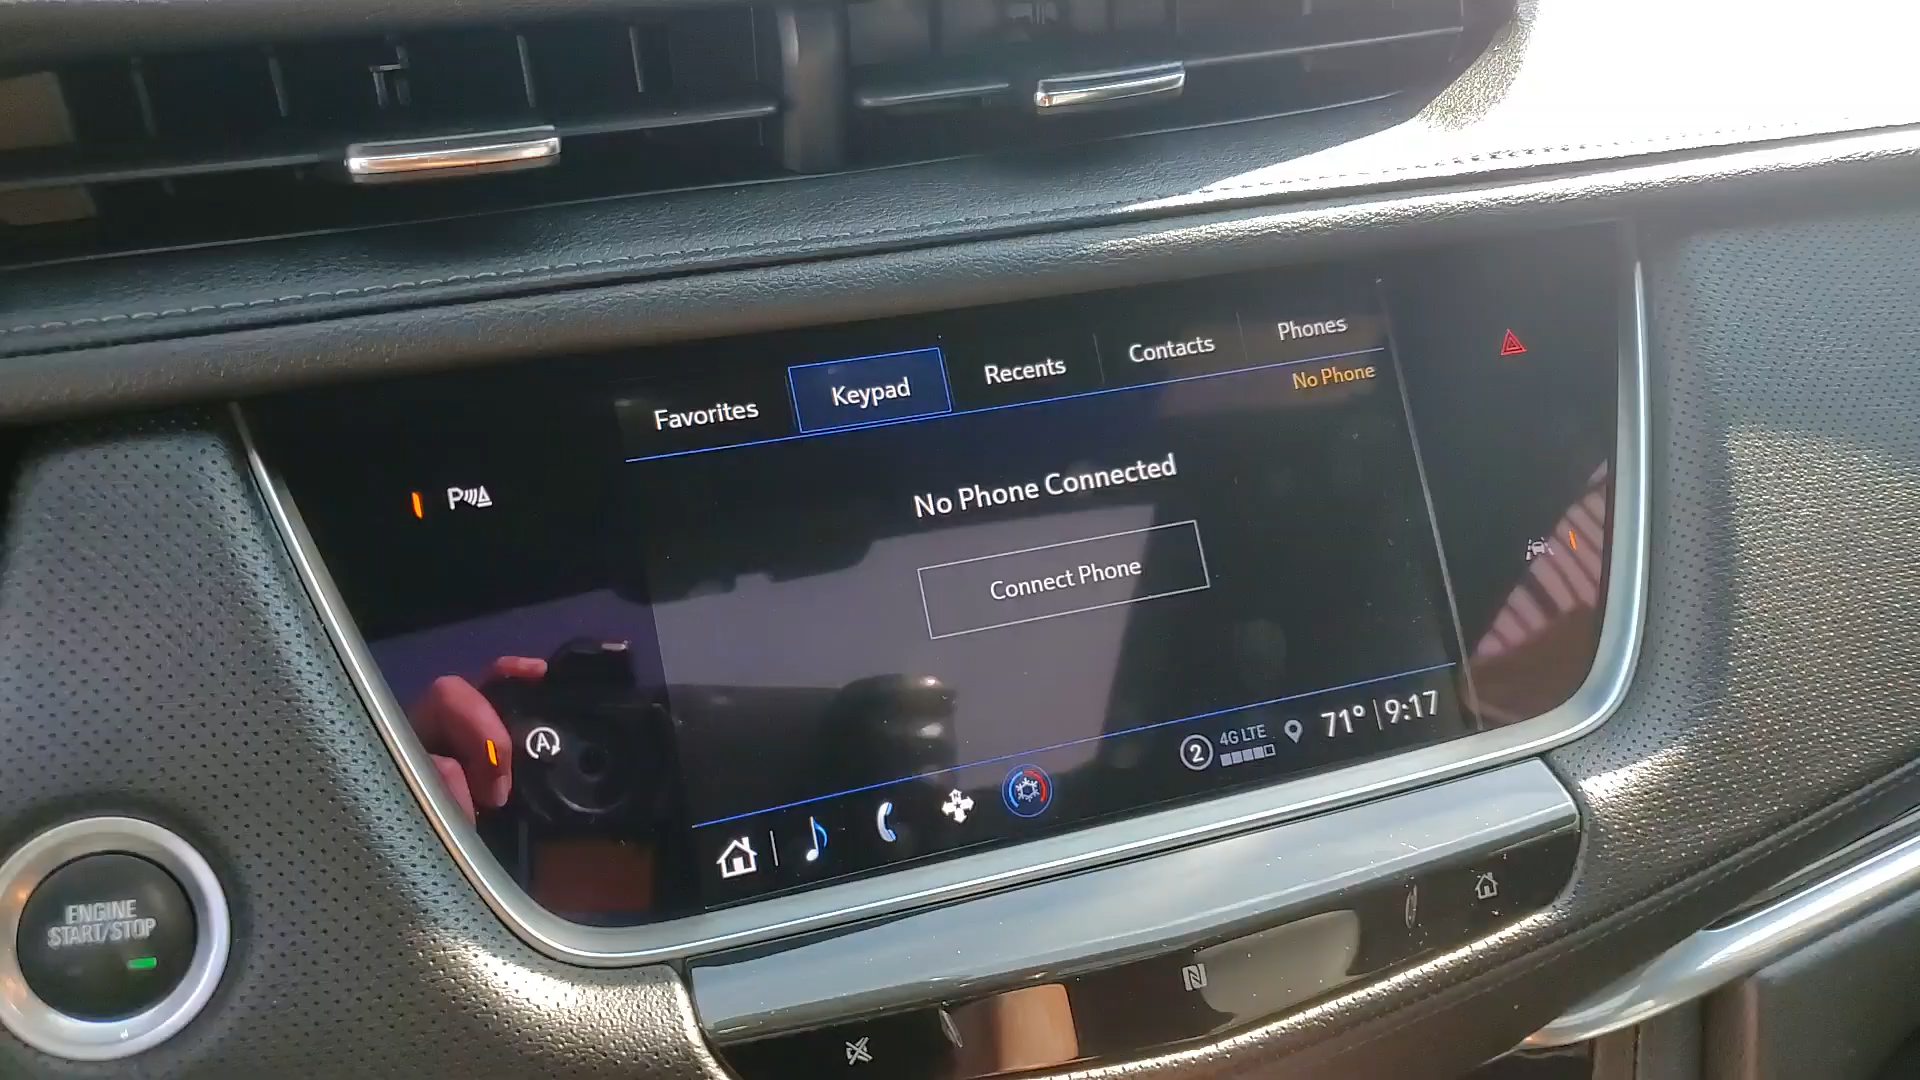 Favorites Keypad Recents Contacts Phones
No Phone
No Phone Connected
Connect Phone
2 4G LTE 71° 9:17
ENGINE
START/STOP